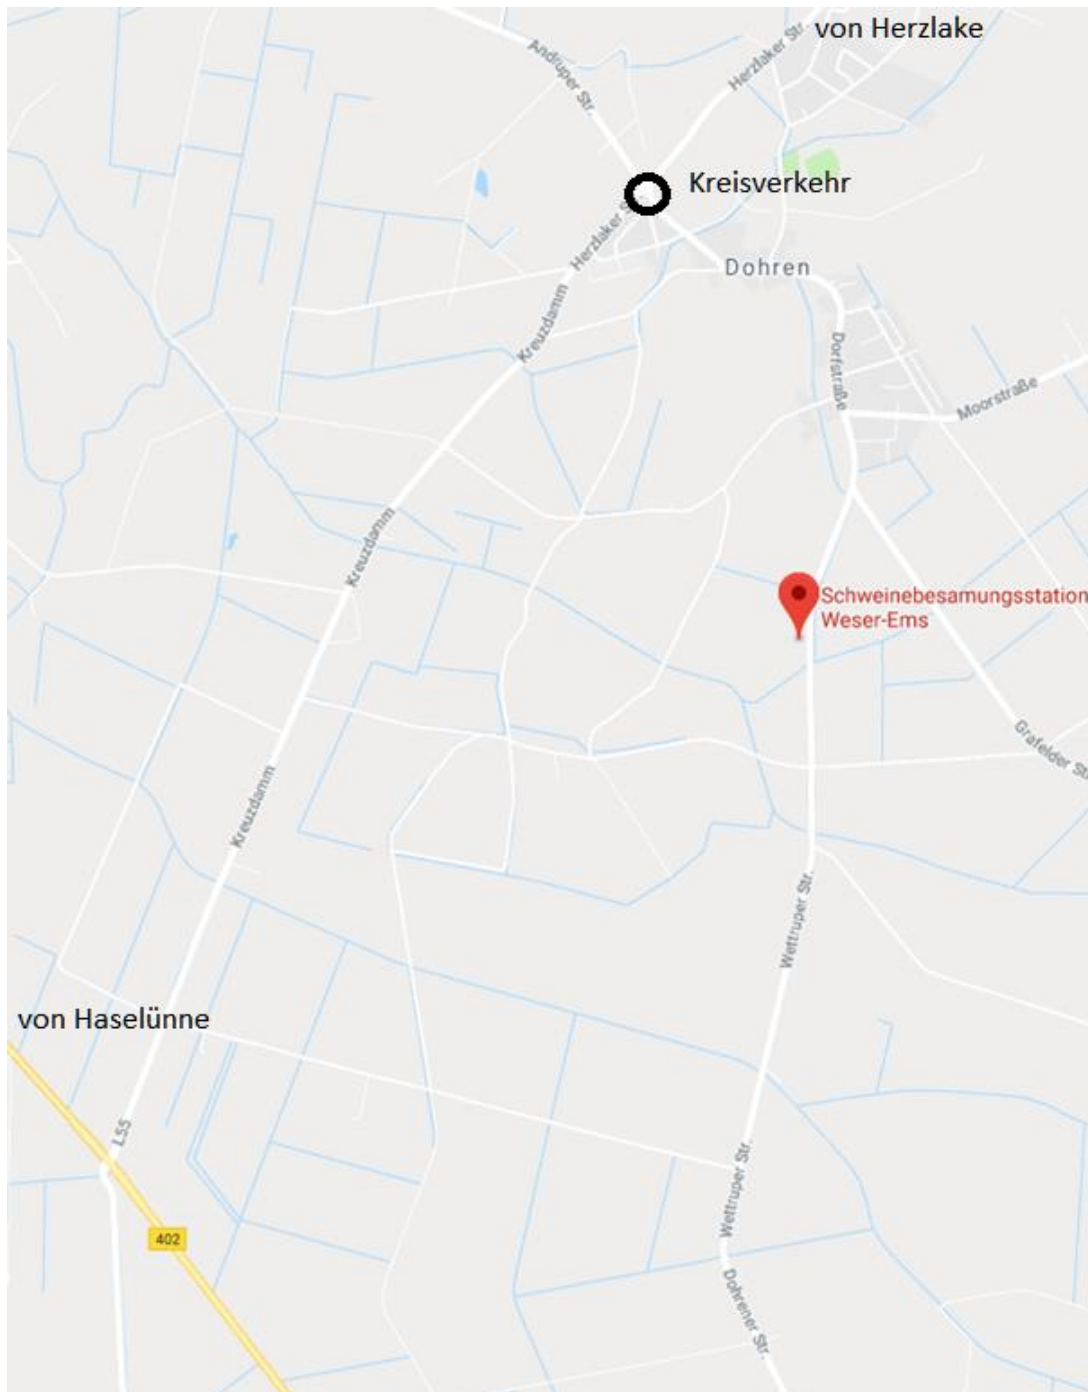 von Herzlake
Herzlaker Str.
Andruper Str.
Kreisverkehr
Herzlaker S
Dohren
Kreuzdamm
Dorfstraße
Moorstraße
Kreuzdamm
Schweinebesamungsstation
Weser-Ems
Grafelder St
Kreuzdamm
Wettruper Str.
von Haselünne
L55
Wettruper Str.
402
Dohrener Str.